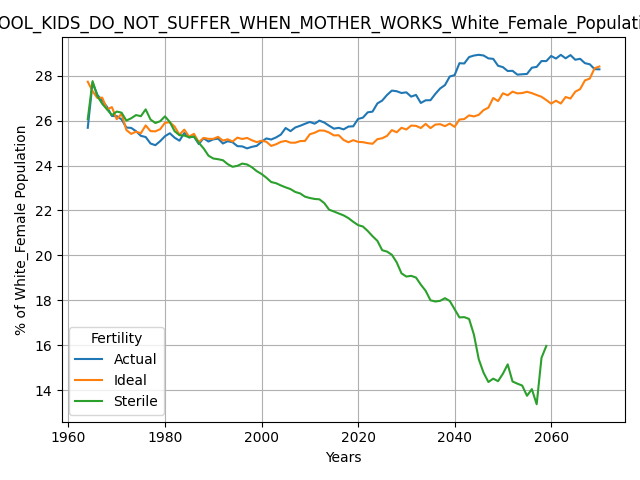 OOL_KIDS_DO_NOT_SUFFER_WHEN_MOTHER_WORKS_White_Female_Populati
% of White_Female Population
28
26
24
22
20
18
16
14
Fertility
Actual
Ideal
Sterile
1960 1980 2000 2020 2040 2060
Years